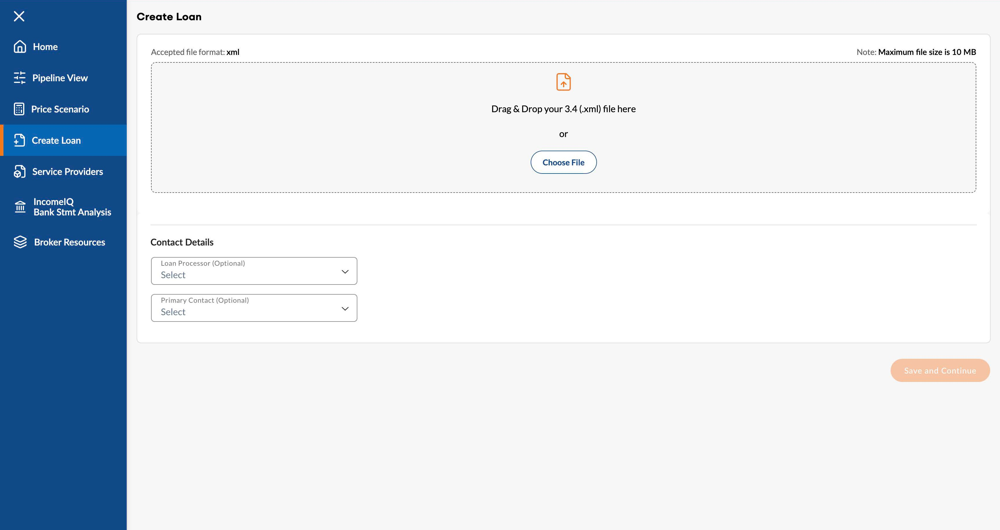 Create Loan
Home
Pipeline View
Price Scenario
Create Loan
Service Providers
IncomeIQ
Bank Stmt Analysis
Broker Resources
Accepted file format: xml
Note: Maximum file size is 10 MB
Drag & Drop your 3.4 (.xml) file here
or
Choose File
Contact Details
Loan Processor (Optional)
Select
Primary Contact (Optional)
Select
Save and Continue